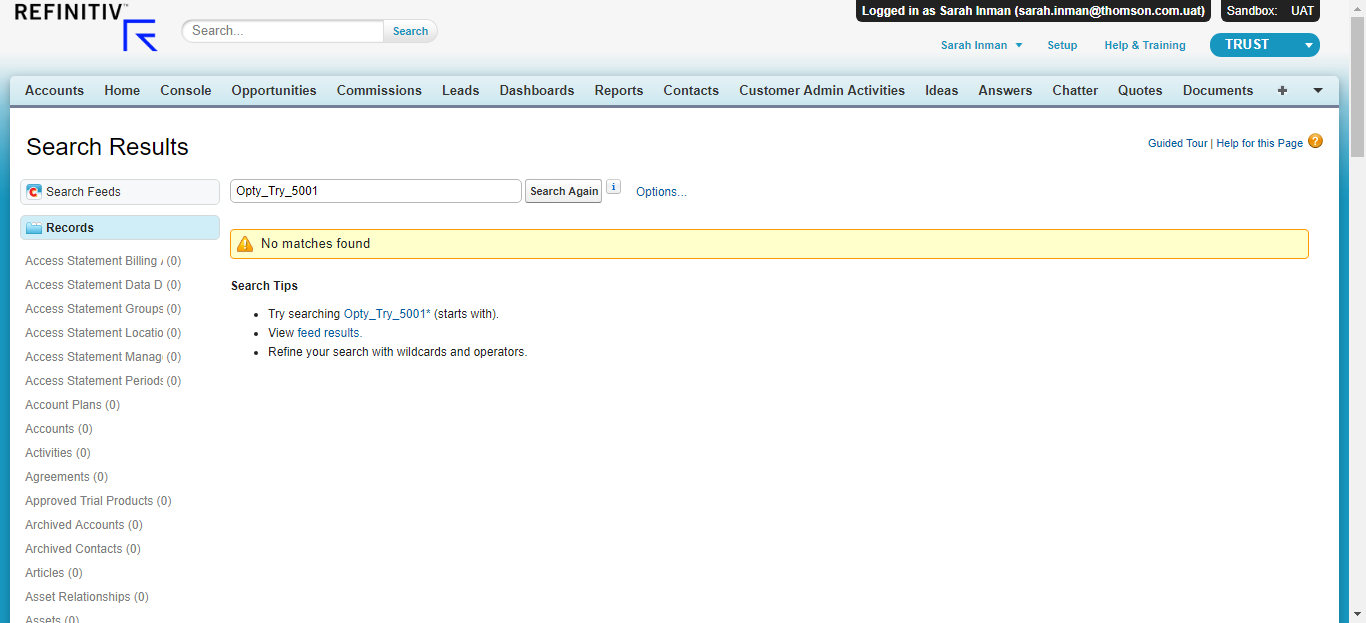 REFINITIV™
Search...
Search
Logged in as Sarah Inman (sarah.inman@thomson.com.uat)
Sandbox: UAT
Sarah Inman
Setup
Help & Training
TRUST
Accounts Home Console Opportunities Commissions Leads Dashboards Reports Contacts Customer Admin Activities Ideas Answers Chatter Quotes Documents +
Search Results
Guided Tour | Help for this Page ?
Search Feeds
Opty_Try_5001
Search Again
i
Options...
Records
No matches found
Search Tips
Try searching Opty_Try_5001* (starts with).
View feed results.
Refine your search with wildcards and operators.
Access Statement Billing (0)
Access Statement Data D (0)
Access Statement Groups (0)
Access Statement Locatio (0)
Access Statement Manag (0)
Access Statement Periods (0)
Account Plans (0)
Accounts (0)
Activities (0)
Agreements (0)
Approved Trial Products (0)
Archived Accounts (0)
Archived Contacts (0)
Articles (0)
Asset Relationships (0)
Assets (0)